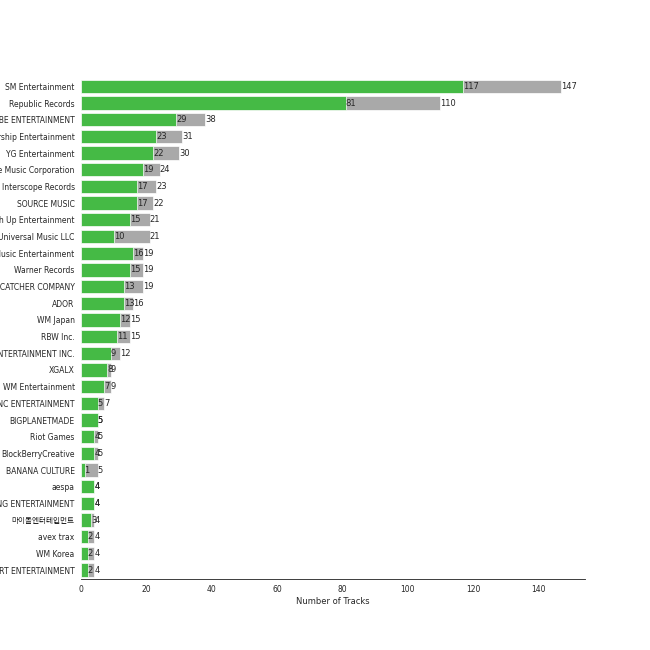 SM Entertainment 117 147
Republic Records 81 110
BE ENTERTAINMENT 29 38
rship Entertainment 23 31
YG Entertainment 22 30
e Music Corporation 19 24
Interscope Records 17 23
SOURCE MUSIC 17 22
h Up Entertainment 15 21
Universal Music LLC 10 21
usic Entertainment 16 19
Warner Records 15 19
CATCHER COMPANY 13 19
ADOR 13 16
WM Japan 12 15
RBW Inc. 11 15
NTERTAINMENT INC. 9 12
XGALX 8 9
WM Entertainment 7 9
NC ENTERTAINMENT 5 7
BIGPLANETMADE 5 5
Riot Games 4 5
BlockBerryCreative 4 5
BANANA CULTURE 1 5
aespa 4 4
NG ENTERTAINMENT 4 4
마이콜엔터테인먼트 3 4
avex trax 2 4
WM Korea 2 4
RT ENTERTAINMENT 2 4
0 20 40 60 80 100 120 140
Number of Tracks